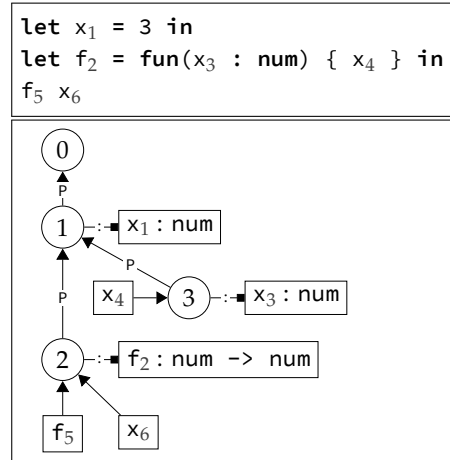 let x₁ = 3 in
let f₂ = fun(x₃ : num) { x₄ } in
f₅ x₆
0
P
1 : x₁ : num
P
P
x₄ 3 : x₃ : num
2 : f₂ : num -> num
f₅ x₆